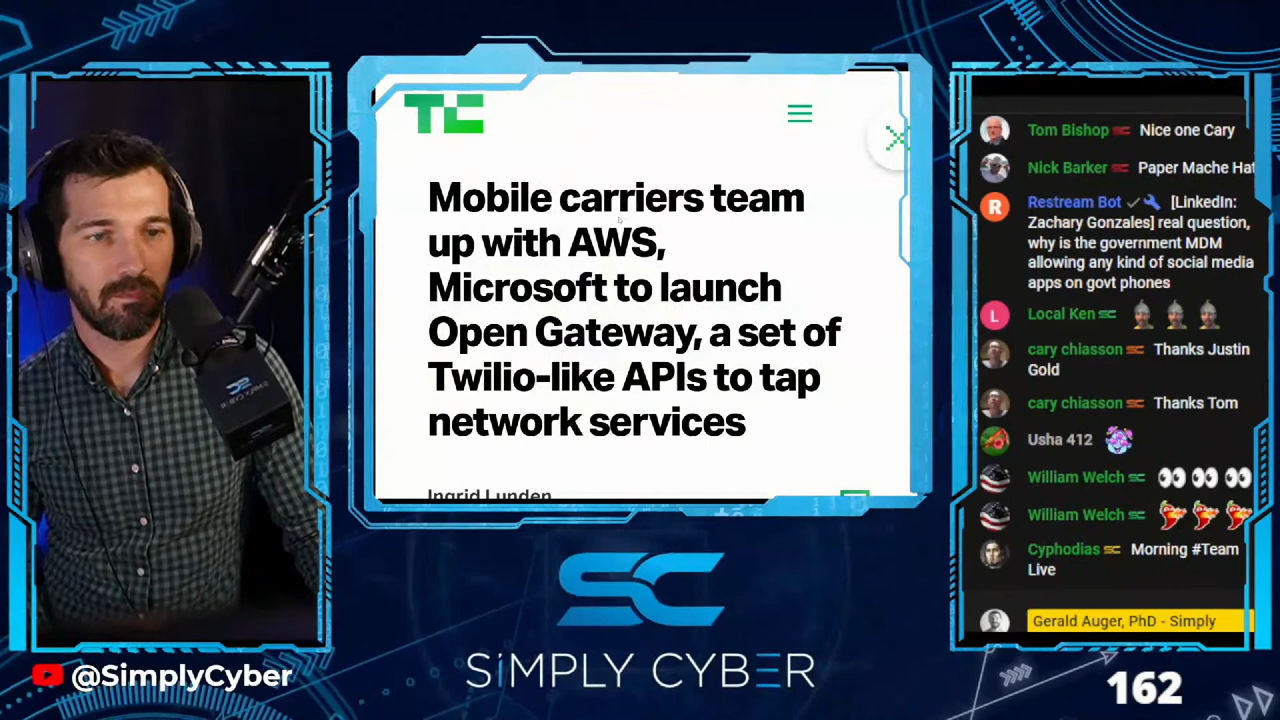 TC
Mobile carriers team
up with AWS,
Microsoft to launch
Open Gateway, a set of
Twilio-like APIs to tap
network services
Ingrid Lunden
SC
SIMPLY CYBER
@SimplyCyber
Tom Bishop Nice one Cary
Nick Barker Paper Mache Hat
R
Restream Bot [LinkedIn:
Zachary Gonzales] real question,
why is the government MDM
allowing any kind of social media
apps on govt phones
L
Local Ken
cary chiasson Thanks Justin
Gold
cary chiasson Thanks Tom
Usha 412
William Welch
William Welch
Cyphodias Morning #Team
Live
Gerald Auger, PhD - Simply
162